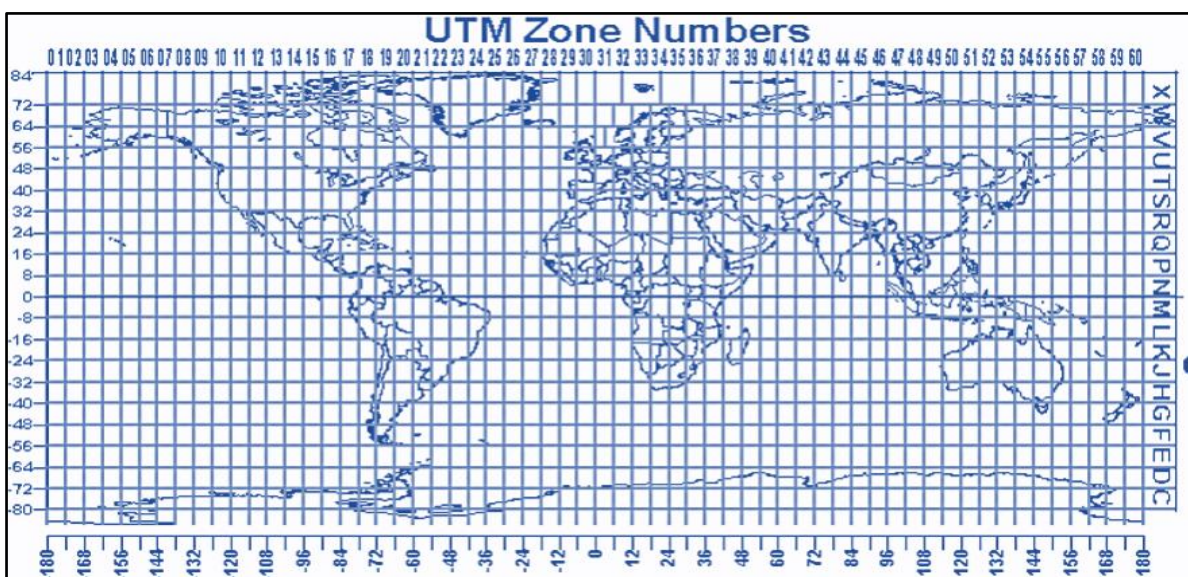 UTM Zone Numbers
01 02 03 04 05 06 07 08 09 10 11 12 13 14 15 16 17 18 19 20 21 22 23 24 25 26 27 28 29 30 31 32 33 34 35 36 37 38 39 40 41 42 43 44 45 46 47 48 49 50 51 52 53 54 55 56 57 58 59 60
84
72
64
56
48
40
32
24
16
8
0
-8
-16
-24
-32
-40
-48
-56
-64
-72
-80
X
W
V
U
T
S
R
Q
P
N
M
L
K
J
H
G
F
E
D
C
-180 -168 -156 -144 -132 -120 -108 -96 -84 -72 -60 -48 -36 -24 -12 0 12 24 36 48 60 72 84 96 108 120 132 144 156 168 180